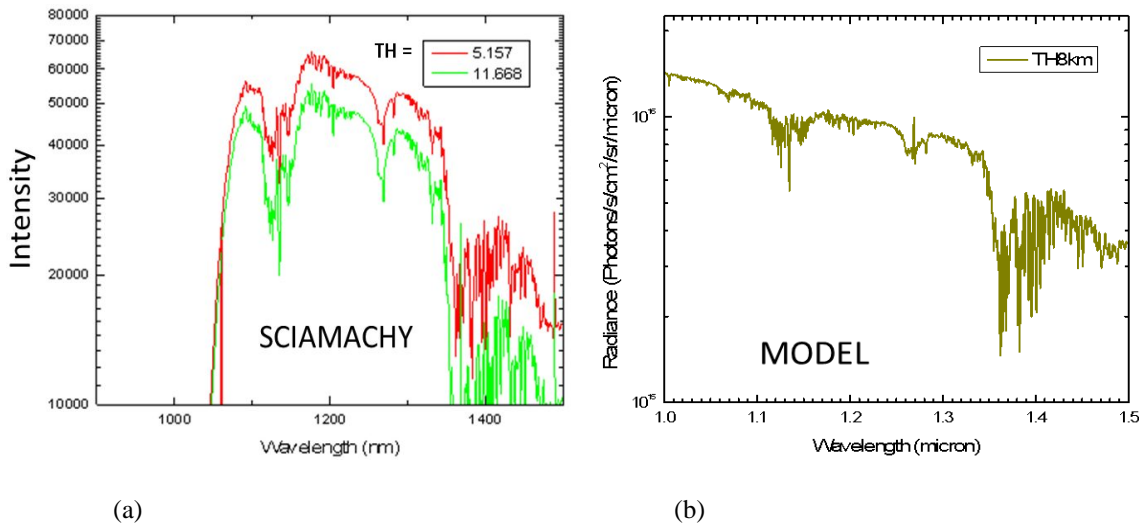 80000
70000
60000
50000
40000
30000
20000
10000
Intensity
TH =
5.157
11.668
SCIAMACHY
1000
1200
1400
Wavelength (nm)
(a)
10¹⁵
10¹⁵
10¹⁵
Radiance (Photons/s/cm²/sr/micron)
TH8km
MODEL
1.0
1.1
1.2
1.3
1.4
1.5
Wavelength (micron)
(b)